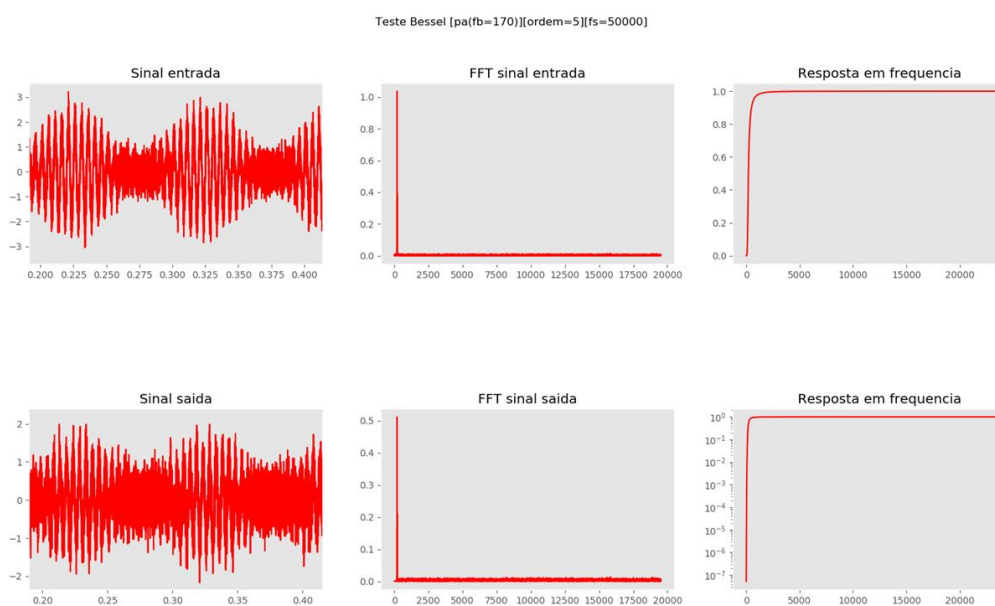 Teste Bessel [pa(fb=170)][ordem=5][fs=50000]
Sinal entrada
3
2
1
0
−1
−2
−3
0.200 0.225 0.250 0.275 0.300 0.325 0.350 0.375 0.400
FFT sinal entrada
1.0
0.8
0.6
0.4
0.2
0.0
0 2500 5000 7500 10000 12500 15000 17500 20000
Resposta em frequencia
1.0
0.8
0.6
0.4
0.2
0.0
0 5000 10000 15000 20000
Sinal saida
2
1
0
−1
−2
0.20 0.25 0.30 0.35 0.40
FFT sinal saida
0.5
0.4
0.3
0.2
0.1
0.0
0 2500 5000 7500 10000 12500 15000 17500 20000
Resposta em frequencia
10⁰
10⁻¹
10⁻²
10⁻³
10⁻⁴
10⁻⁵
10⁻⁶
10⁻⁷
0 5000 10000 15000 20000